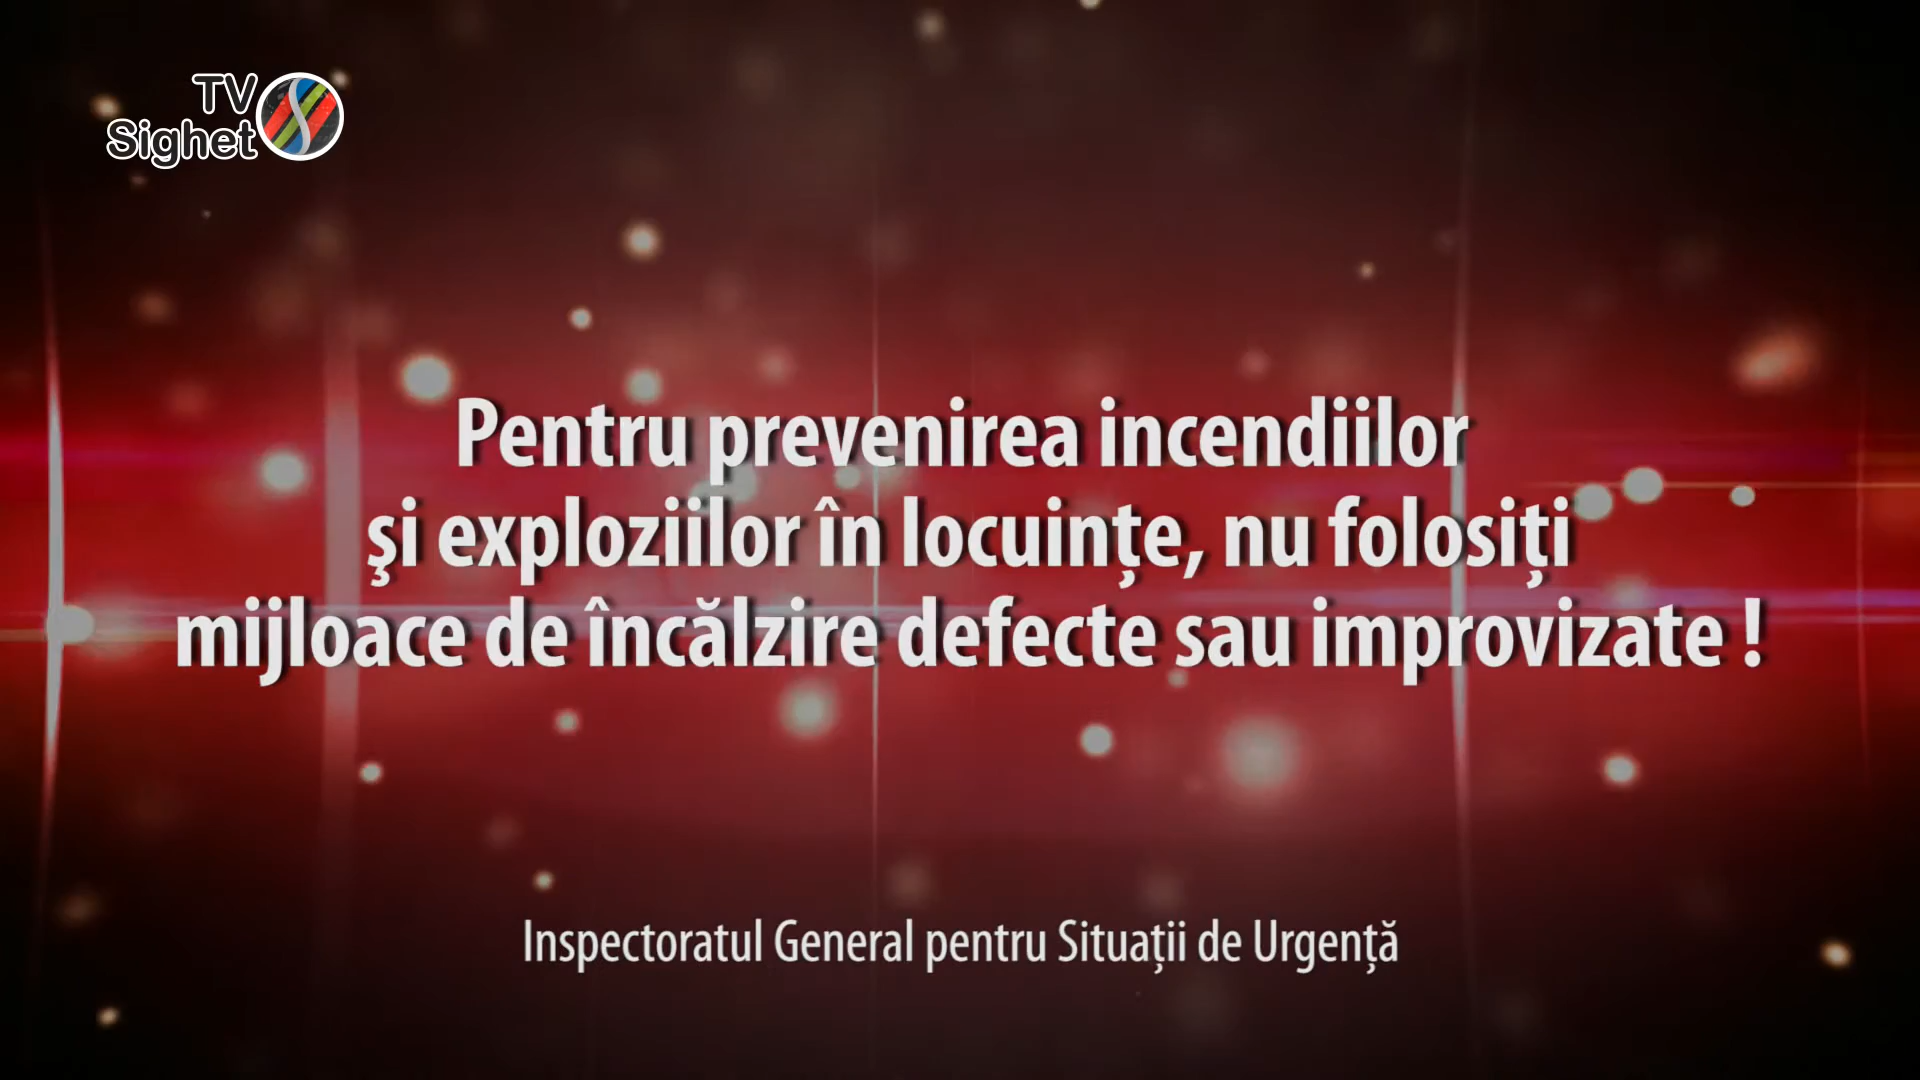 TV
Sighet
Pentru prevenirea incendiilor
şi exploziilor în locuințe, nu folosiți
mijloace de încălzire defecte sau improvizate !
Inspectoratul General pentru Situații de Urgență